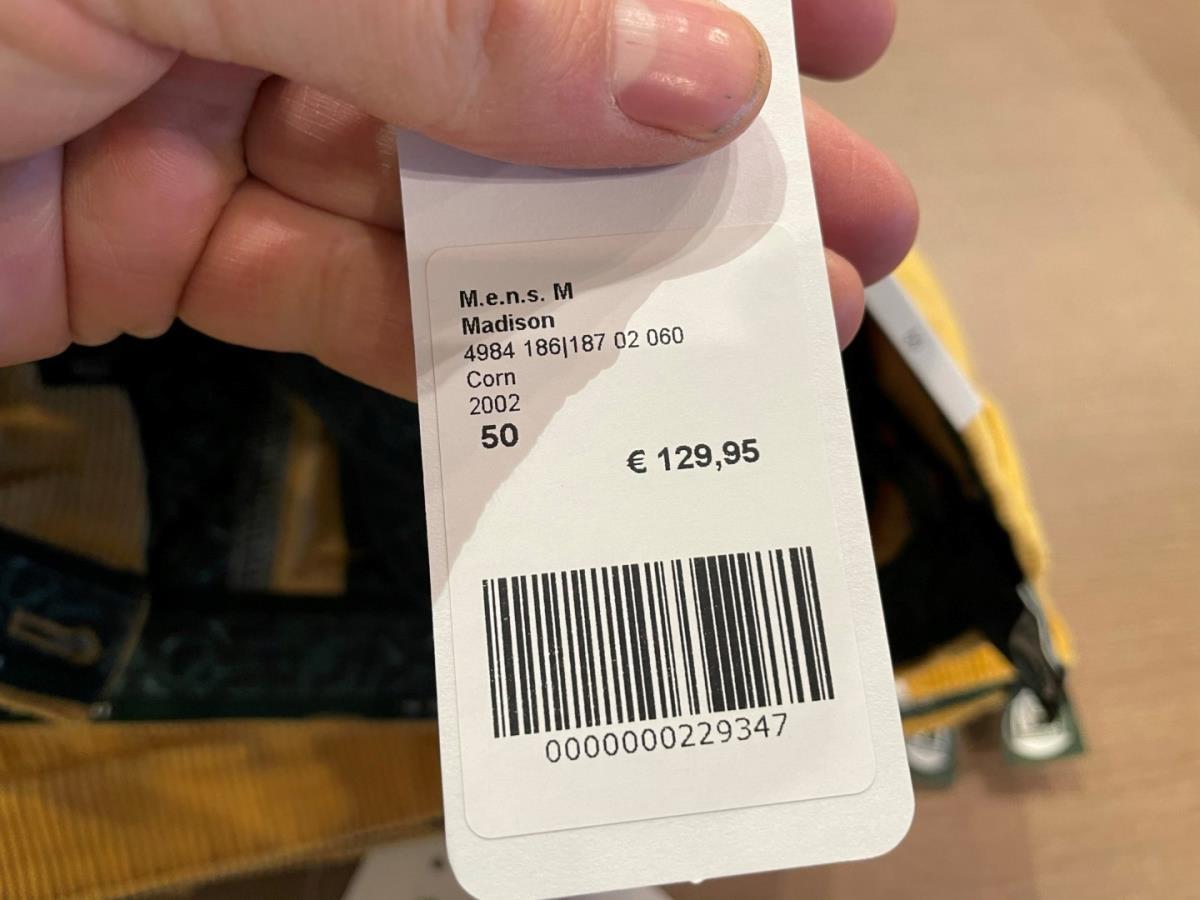 M.e.n.s. M
Madison
4984 186|187 02 060
Corn
2002
50
€ 129,95
0000000229347